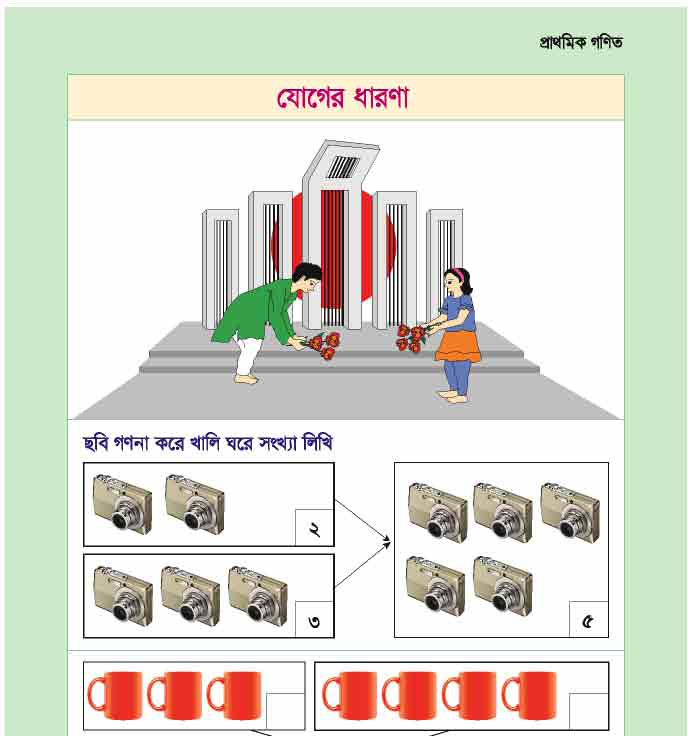 প্রাথমিক গণিত
যোগের ধারণা
ছবি গণনা করে খালি ঘরে সংখ্যা লিখি
২
৩
৫